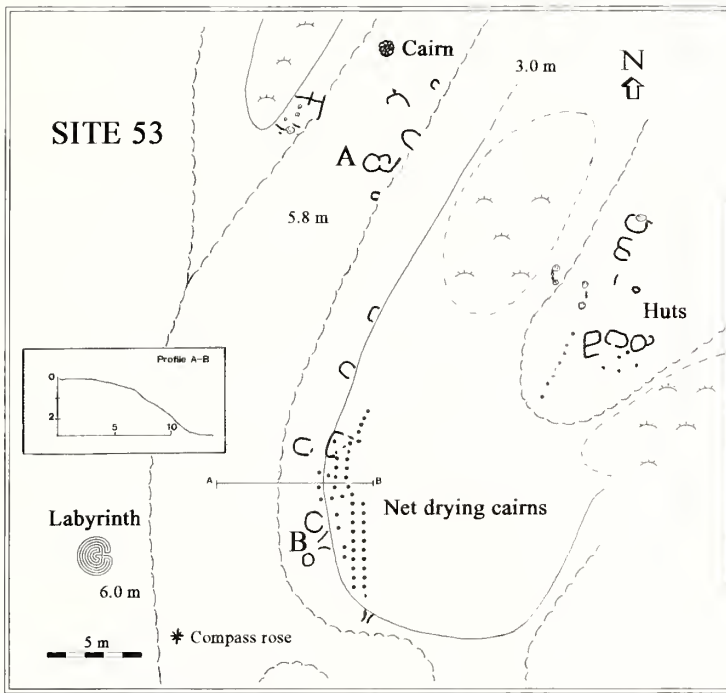 Cairn
3.0 m
N
SITE 53
A
5.8 m
Huts
Profile A-B
0
2
5
10
A
B
Net drying cairns
Labyrinth
B
6.0 m
Compass rose
5 m